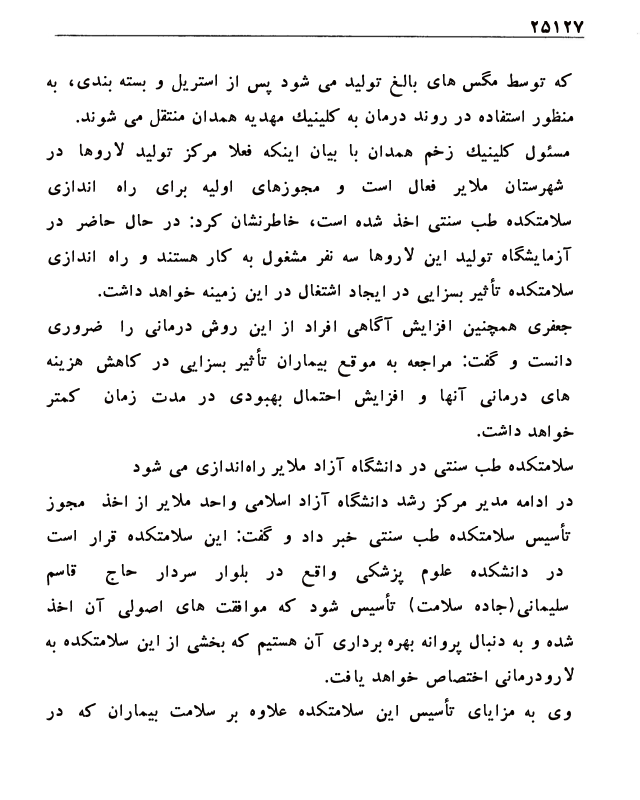 ۲۵۱۲۷
که توسط مگس های بالغ تولید می شود پس از استریل و بسته بندی، به
منظور استفاده در روند درمان به کلینیك مهدیه همدان منتقل می شوند.
مسئول کلینیك زخم همدان با بیان اینکه فعلا مرکز تولید لاروها در
شهرستان ملایر فعال است و مجوزهای اولیه برای راه اندازی
سلامتکده طب سنتی اخذ شده است، خاطرنشان کرد: در حال حاضر در
آزمایشگاه تولید این لاروها سه نفر مشغول به کار هستند و راه اندازی
سلامتکده تأثیر بسزایی در ایجاد اشتغال در این زمینه خواهد داشت.
جعفری همچنین افزایش آگاهی افراد از این روش درمانی را ضروری
دانست و گفت: مراجعه به موقع بیماران تأثیر بسزایی در کاهش هزینه
های درمانی آنها و افزایش احتمال بهبودی در مدت زمان کمتر
خواهد داشت.
سلامتکده طب سنتی در دانشگاه آزاد ملایر راه‌اندازی می شود
در ادامه مدیر مرکز رشد دانشگاه آزاد اسلامی واحد ملایر از اخذ مجوز
تأسیس سلامتکده طب سنتی خبر داد و گفت: این سلامتکده قرار است
در دانشکده علوم پزشکی واقع در بلوار سردار حاج قاسم
سلیمانی(جاده سلامت) تأسیس شود که موافقت های اصولی آن اخذ
شده و به دنبال پروانه بهره برداری آن هستیم که بخشی از این سلامتکده به
لارودرمانی اختصاص خواهد یافت.
وی به مزایای تأسیس این سلامتکده علاوه بر سلامت بیماران که در